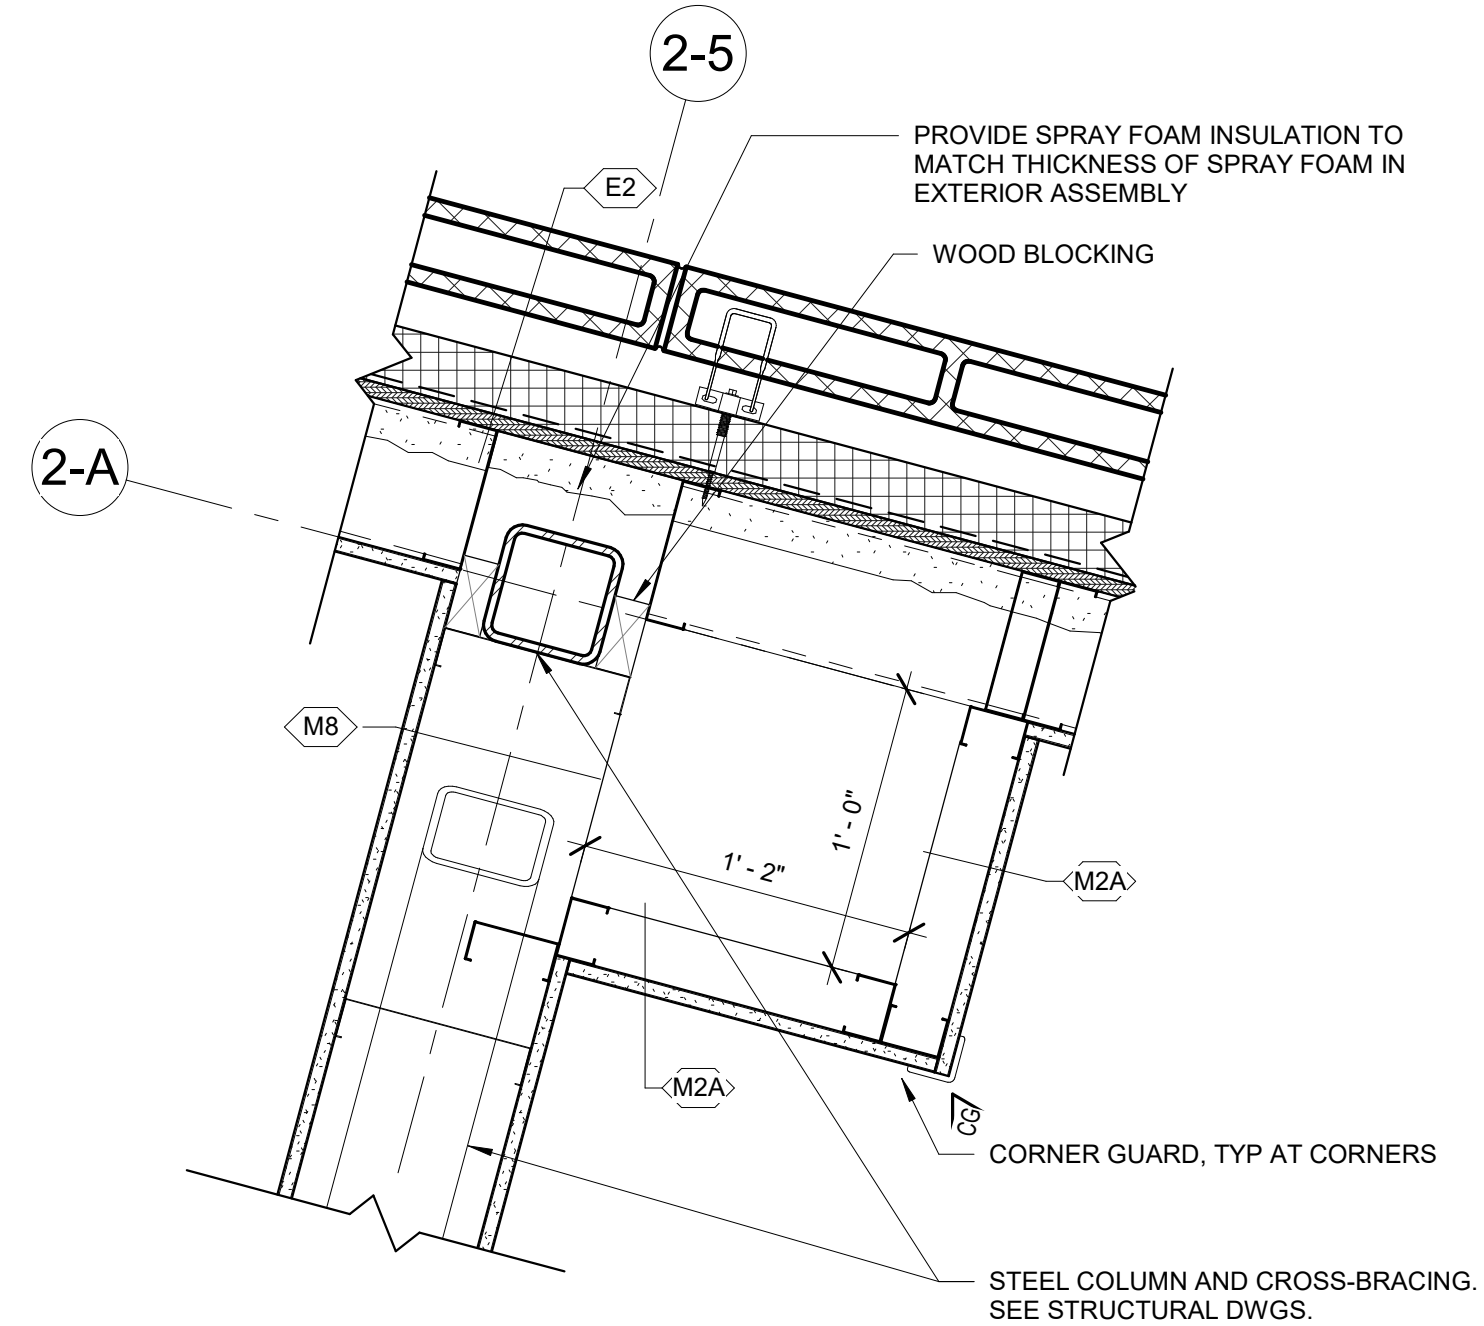 2-5
PROVIDE SPRAY FOAM INSULATION TO
MATCH THICKNESS OF SPRAY FOAM IN
EXTERIOR ASSEMBLY
E2
WOOD BLOCKING
2-A
M8
1' - 0"
1' - 2"
M2A
M2A
CG
CORNER GUARD, TYP AT CORNERS
STEEL COLUMN AND CROSS-BRACING.
SEE STRUCTURAL DWGS.